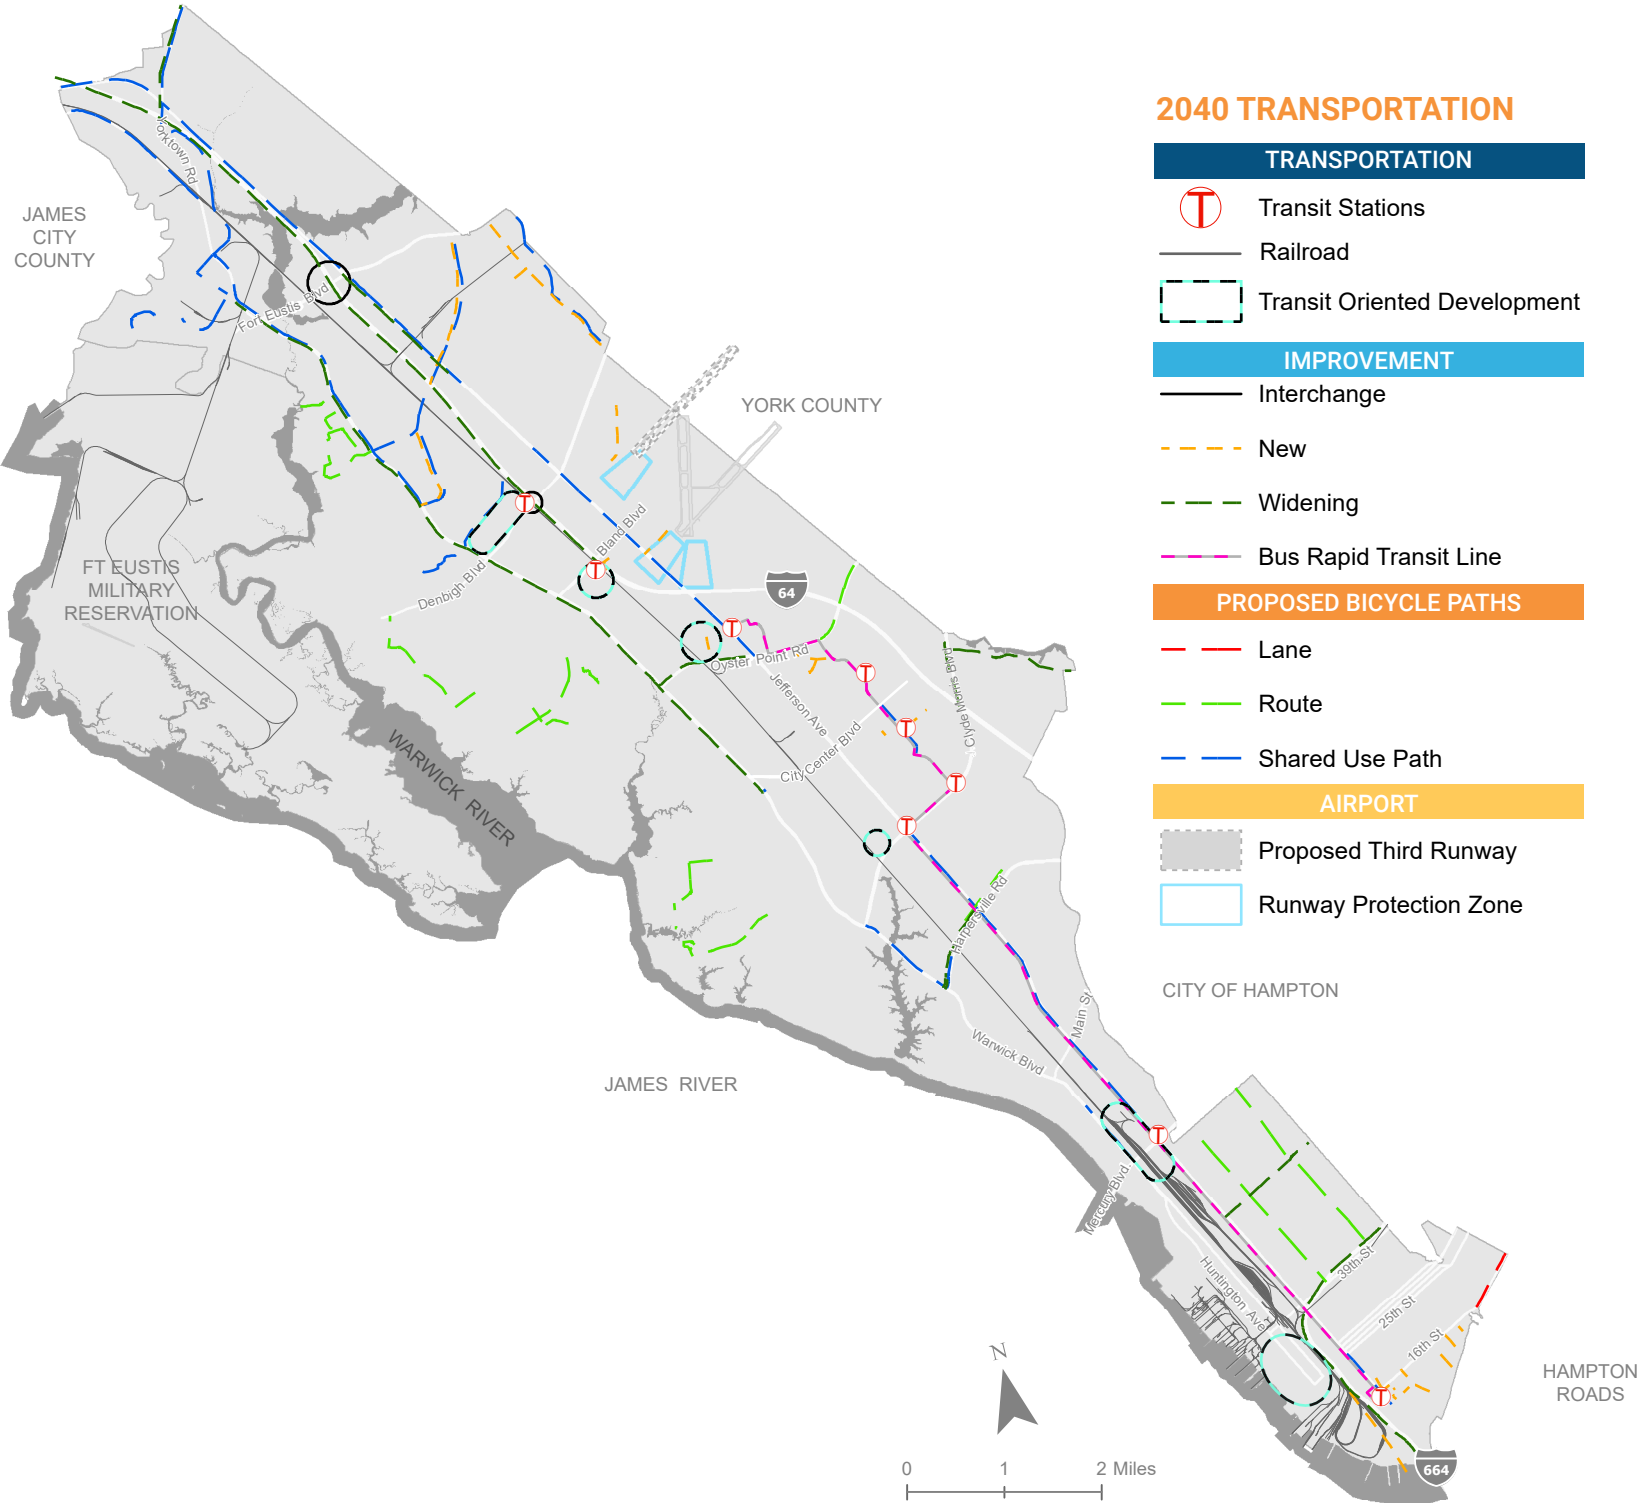 2040 TRANSPORTATION
TRANSPORTATION
T
Transit Stations
Railroad
Transit Oriented Development
IMPROVEMENT
Interchange
New
Widening
Bus Rapid Transit Line
PROPOSED BICYCLE PATHS
Lane
Route
Shared Use Path
AIRPORT
Proposed Third Runway
Runway Protection Zone
Yorktown Rd
JAMES
CITY
COUNTY
Fort Eustis Blvd
YORK COUNTY
T
Bland Blvd
T
FT EUSTIS
MILITARY
RESERVATION
Denbigh Blvd
64
T
Oyster Point Rd
T
Clyde Morris Blvd
Jefferson Ave
T
City Center Blvd
WARWICK RIVER
T
T
Harpersville Rd
CITY OF HAMPTON
Main St
Warwick Blvd
JAMES RIVER
T
Mercury Blvd.
Huntington Ave
39th St
25th St
16th St
T
HAMPTON
ROADS
N
664
0 1 2 Miles